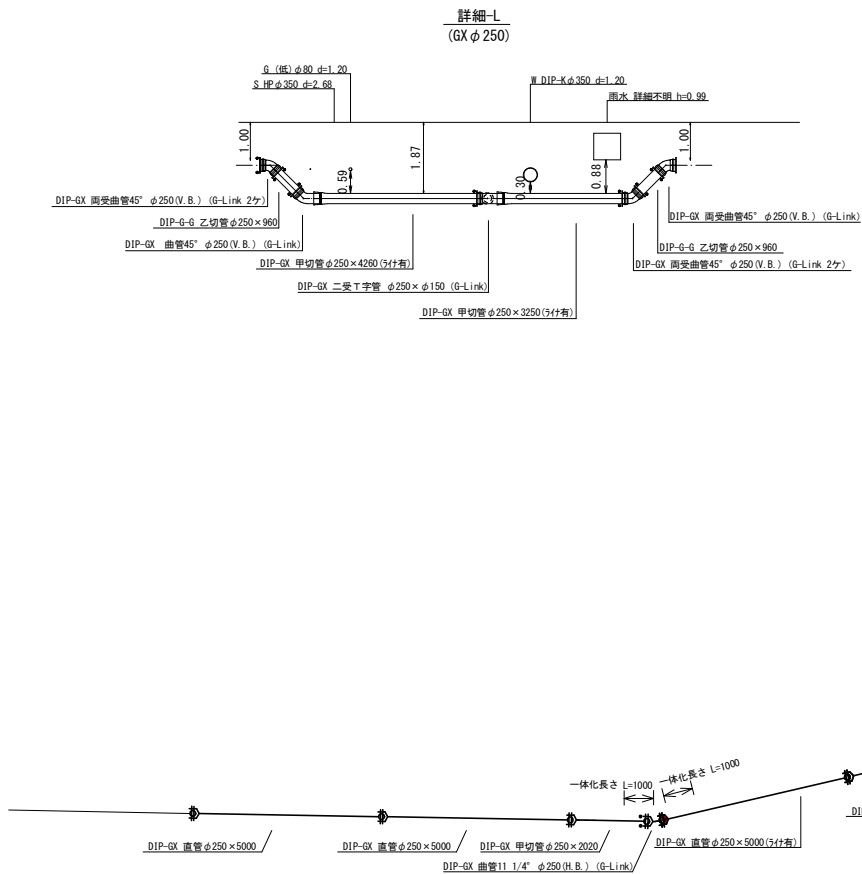 詳細-L
(GXφ250)
G (低)φ80 d=1.20
S HPφ350 d=2.68
W DIP-Kφ350 d=1.20
雨水 詳細不明 h=0.99
1.00
1.87
1.00
0.59
0.30
0.88
DIP-GX 両受曲管45° φ250(V.B.) (G-Link 2ケ)
DIP-G-G 乙切管φ250×960
DIP-GX 曲管45° φ250(V.B.) (G-Link)
DIP-GX 甲切管φ250×4260(ﾗｲﾅ有)
DIP-GX 二受T字管 φ250×φ150 (G-Link)
DIP-GX 甲切管φ250×3250(ﾗｲﾅ有)
DIP-GX 両受曲管45° φ250(V.B.) (G-Link)
DIP-G-G 乙切管φ250×960
DIP-GX 両受曲管45° φ250(V.B.) (G-Link 2ケ)
一体化長さ L=1000
一体化長さ L=1000
DIP-GX 直管φ250×5000
DIP-GX 直管φ250×5000
DIP-GX 甲切管φ250×2020
DIP-GX 曲管11 1/4° φ250(H.B.) (G-Link)
DIP-GX 直管φ250×5000(ﾗｲﾅ有)
DI